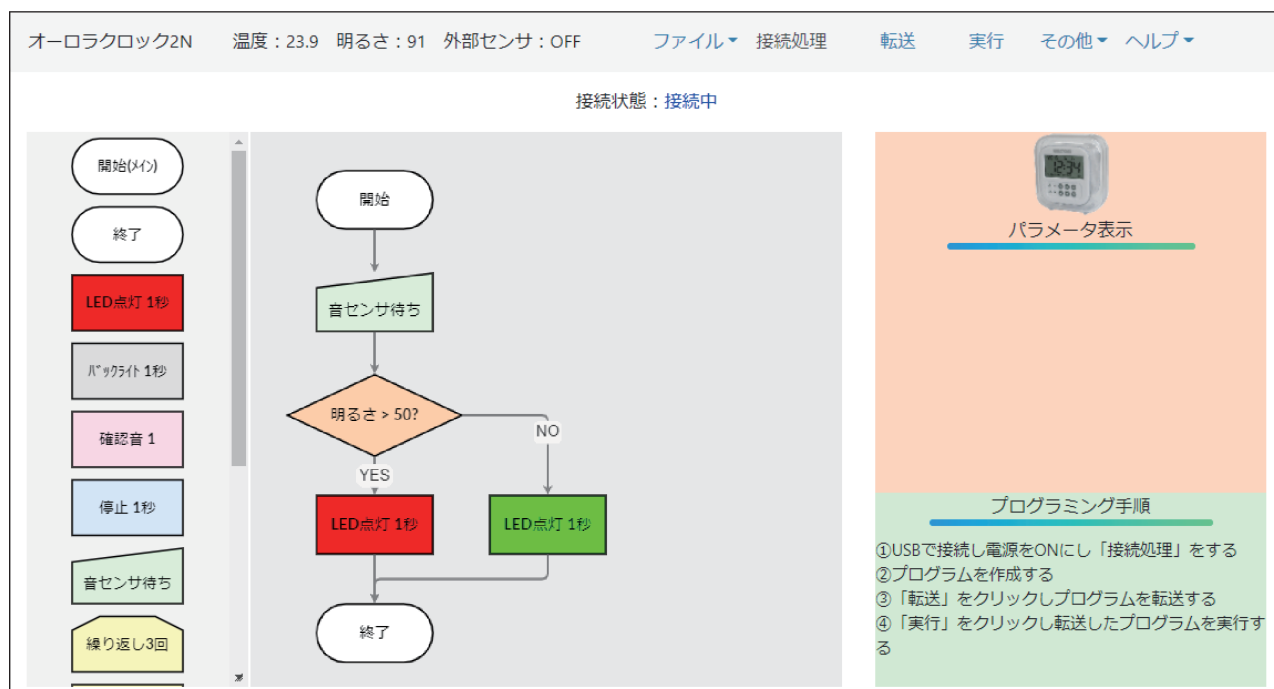 オーロラクロック2N 温度：23.9 明るさ：91 外部センサ：OFF ファイル 接続処理 転送 実行 その他 ヘルプ
接続状態：接続中
開始(ﾒｲﾝ)
終了
LED点灯 1秒
ﾊﾞｯｸﾗｲﾄ 1秒
確認音 1
停止 1秒
音センサ待ち
繰り返し3回
開始
音センサ待ち
明るさ > 50?
NO
YES
LED点灯 1秒
LED点灯 1秒
終了
12:34
パラメータ表示
プログラミング手順
①USBで接続し電源をONにし「接続処理」をする
②プログラムを作成する
③「転送」をクリックしプログラムを転送する
④「実行」をクリックし転送したプログラムを実行す
る